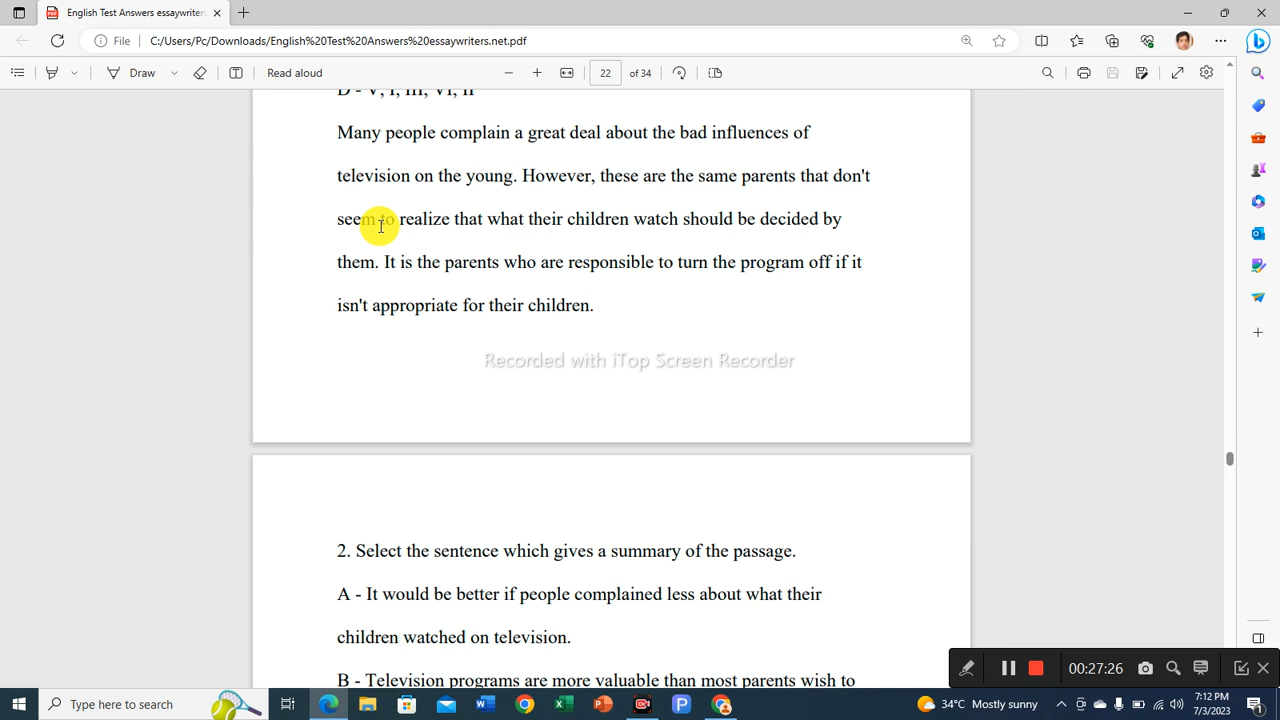 English Test Answers essaywriters
File C:/Users/Pc/Downloads/English%20Test%20Answers%20essaywriters.net.pdf
Draw Read aloud 22 of 34
D - V, I, III, VI, II
Many people complain a great deal about the bad influences of
television on the young. However, these are the same parents that don't
seem to realize that what their children watch should be decided by
them. It is the parents who are responsible to turn the program off if it
isn't appropriate for their children.
Recorded with iTop Screen Recorder
2. Select the sentence which gives a summary of the passage.
A - It would be better if people complained less about what their
children watched on television.
B - Television programs are more valuable than most parents wish to
00:27:26
Type here to search
34°C Mostly sunny
7:12 PM
7/3/2023